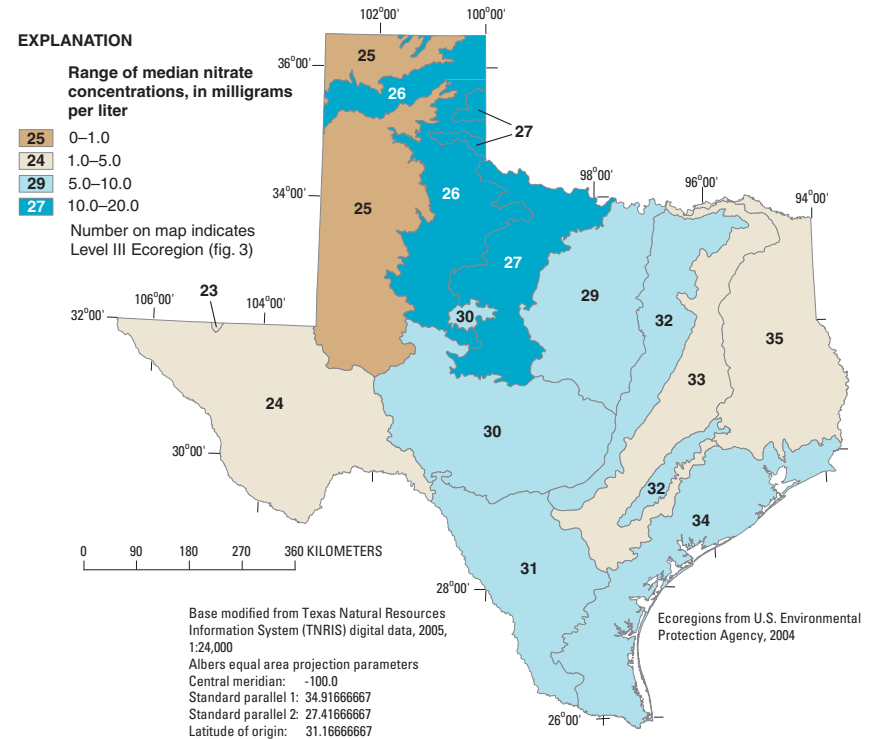 EXPLANATION
Range of median nitrate
concentrations, in milligrams
per liter
25 0–1.0
24 1.0–5.0
29 5.0–10.0
27 10.0–20.0
Number on map indicates
Level III Ecoregion (fig. 3)
102°00'
100°00'
36°00'
25
26
27
34°00'
25
26
98°00'
96°00'
94°00'
27
23
106°00'
104°00'
32°00'
30
29
32
35
33
24
30
30°00'
32
34
31
0 90 180 270 360 KILOMETERS
28°00'
26°00'
Base modified from Texas Natural Resources
Information System (TNRIS) digital data, 2005,
1:24,000
Albers equal area projection parameters
Central meridian: -100.0
Standard parallel 1: 34.91666667
Standard parallel 2: 27.41666667
Latitude of origin: 31.16666667
Ecoregions from U.S. Environmental
Protection Agency, 2004